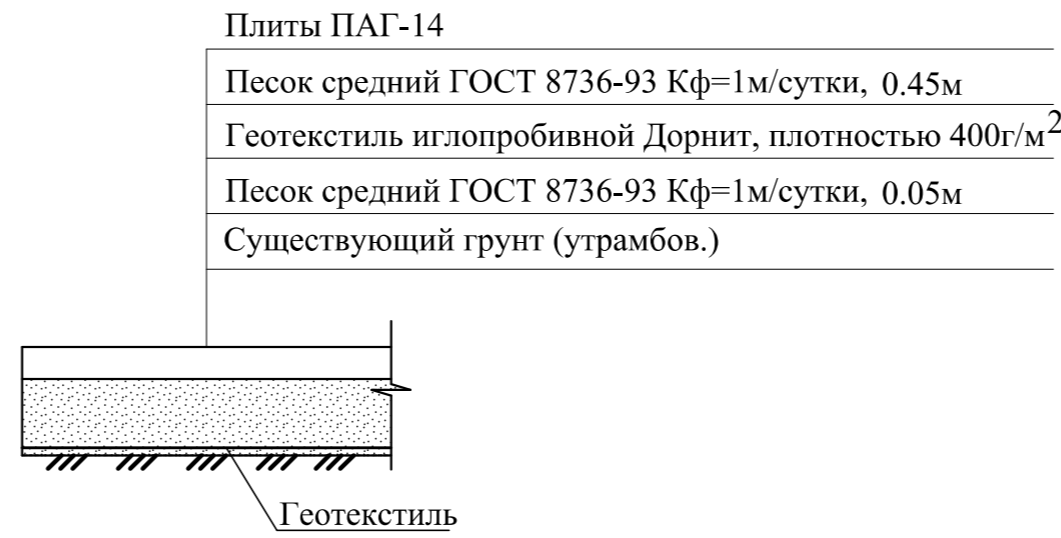 Плиты ПАГ-14
Песок средний ГОСТ 8736-93 Кф=1м/сутки, 0.45м
Геотекстиль иглопробивной Дорнит, плотностью 400г/м²
Песок средний ГОСТ 8736-93 Кф=1м/сутки, 0.05м
Существующий грунт (утрамбов.)
Геотекстиль